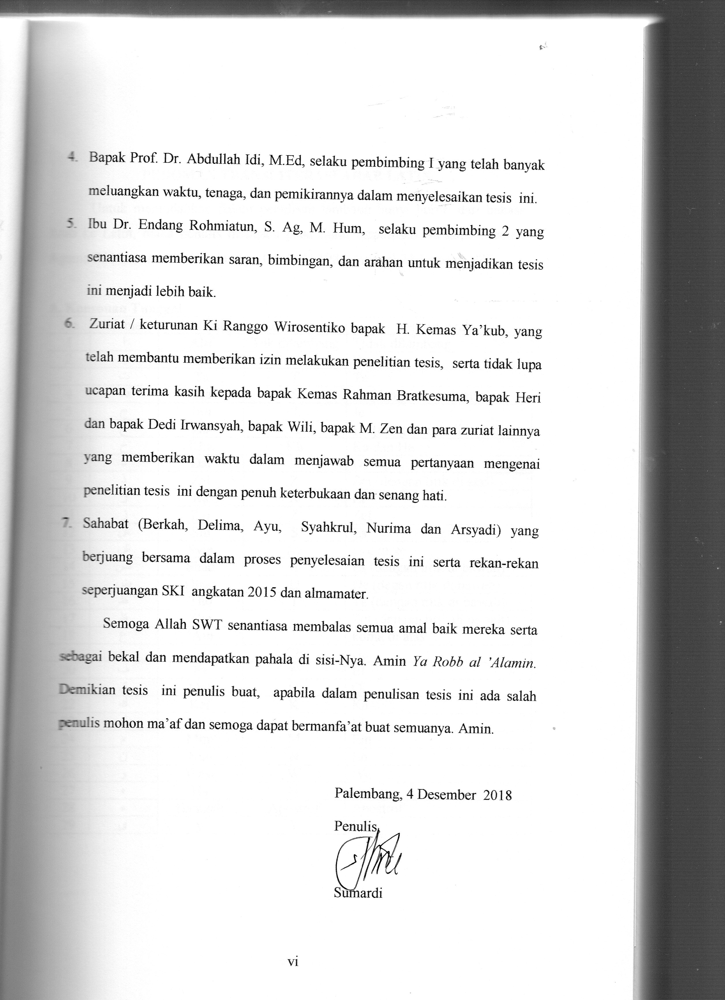 4. Bapak Prof. Dr. Abdullah Idi, M.Ed, selaku pembimbing I yang telah banyak
meluangkan waktu, tenaga, dan pemikirannya dalam menyelesaikan tesis ini.
5. Ibu Dr. Endang Rohmiatun, S. Ag, M. Hum, selaku pembimbing 2 yang
senantiasa memberikan saran, bimbingan, dan arahan untuk menjadikan tesis
ini menjadi lebih baik.
6. Zuriat / keturunan Ki Ranggo Wirosentiko bapak H. Kemas Ya’kub, yang
telah membantu memberikan izin melakukan penelitian tesis, serta tidak lupa
ucapan terima kasih kepada bapak Kemas Rahman Bratkesuma, bapak Heri
dan bapak Dedi Irwansyah, bapak Wili, bapak M. Zen dan para zuriat lainnya
yang memberikan waktu dalam menjawab semua pertanyaan mengenai
penelitian tesis ini dengan penuh keterbukaan dan senang hati.
7. Sahabat (Berkah, Delima, Ayu, Syahkrul, Nurima dan Arsyadi) yang
berjuang bersama dalam proses penyelesaian tesis ini serta rekan-rekan
seperjuangan SKI angkatan 2015 dan almamater.
Semoga Allah SWT senantiasa membalas semua amal baik mereka serta
sebagai bekal dan mendapatkan pahala di sisi-Nya. Amin Ya Robb al ’Alamin.
Demikian tesis ini penulis buat, apabila dalam penulisan tesis ini ada salah
penulis mohon ma’af dan semoga dapat bermanfa’at buat semuanya. Amin.
Palembang, 4 Desember 2018
Penulis,
Sumardi
vi